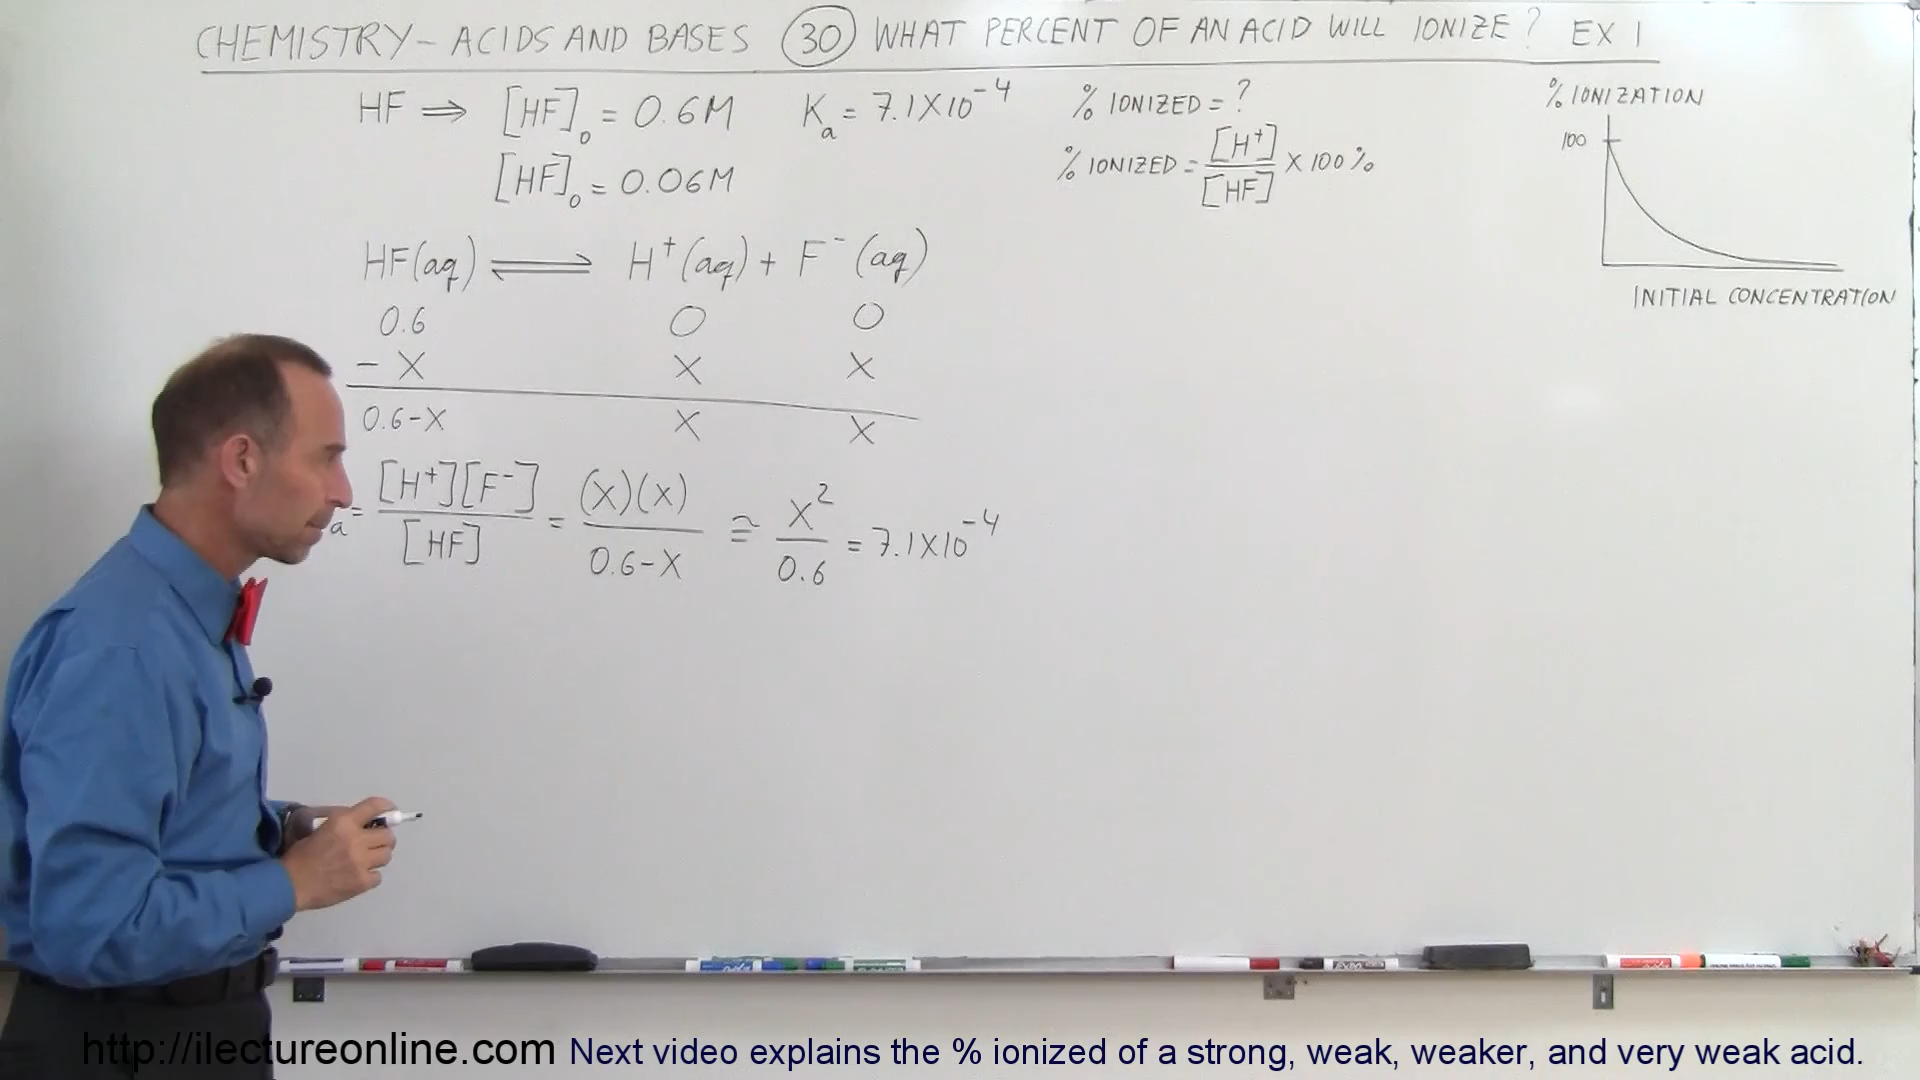 CHEMISTRY – ACIDS AND BASES 30 WHAT PERCENT OF AN ACID WILL IONIZE? EX 1
HF ⇒ [HF]₀ = 0.6M Kₐ = 7.1×10⁻⁴ % IONIZED = ?
[HF]₀ = 0.06M % IONIZED = [H⁺]/[HF] × 100%
% IONIZATION
100
INITIAL CONCENTRATION
HF(aq) ⇌ H⁺(aq) + F⁻(aq)
0.6 0 0
– X X X
0.6–X X X
a = [H⁺][F⁻]/[HF] = (X)(X)/0.6–X ≅ X²/0.6 = 7.1×10⁻⁴
http://ilectureonline.com Next video explains the % ionized of a strong, weak, weaker, and very weak acid.